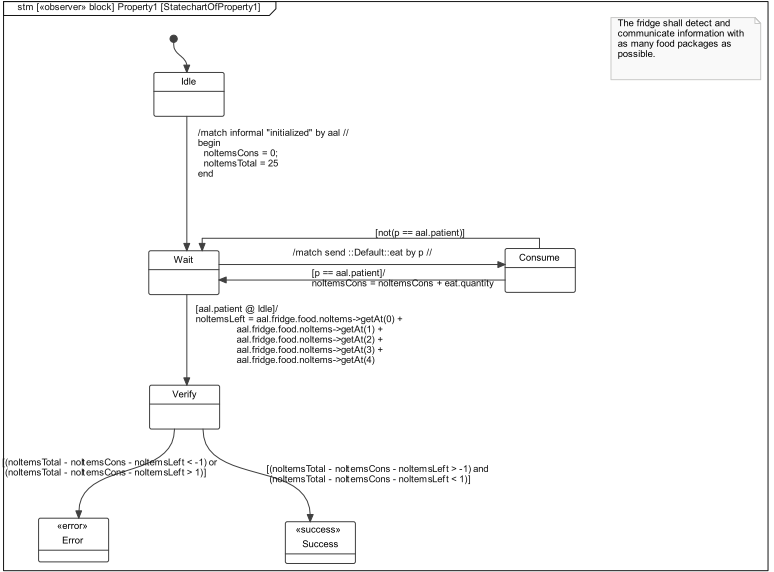 stm [«observer» block] Property1 [StatechartOfProperty1]
The fridge shall detect and
communicate information with
as many food packages as
possible.
Idle
/match informal "initialized" by aal //
begin
noItemsCons = 0;
noItemsTotal = 25
end
[not(p == aal.patient)]
Wait
/match send ::Default::eat by p //
Consume
[p == aal.patient]/
noItemsCons = noItemsCons + eat.quantity
[aal.patient @ Idle]/
noItemsLeft = aal.fridge.food.noItems->getAt(0) +
aal.fridge.food.noItems->getAt(1) +
aal.fridge.food.noItems->getAt(2) +
aal.fridge.food.noItems->getAt(3) +
aal.fridge.food.noItems->getAt(4)
Verify
[(noItemsTotal - noItemsCons - noItemsLeft < -1) or
(noItemsTotal - noItemsCons - noItemsLeft > 1)]
[(noItemsTotal - noItemsCons - noItemsLeft > -1) and
(noItemsTotal - noItemsCons - noItemsLeft < 1)]
«error»
Error
«success»
Success